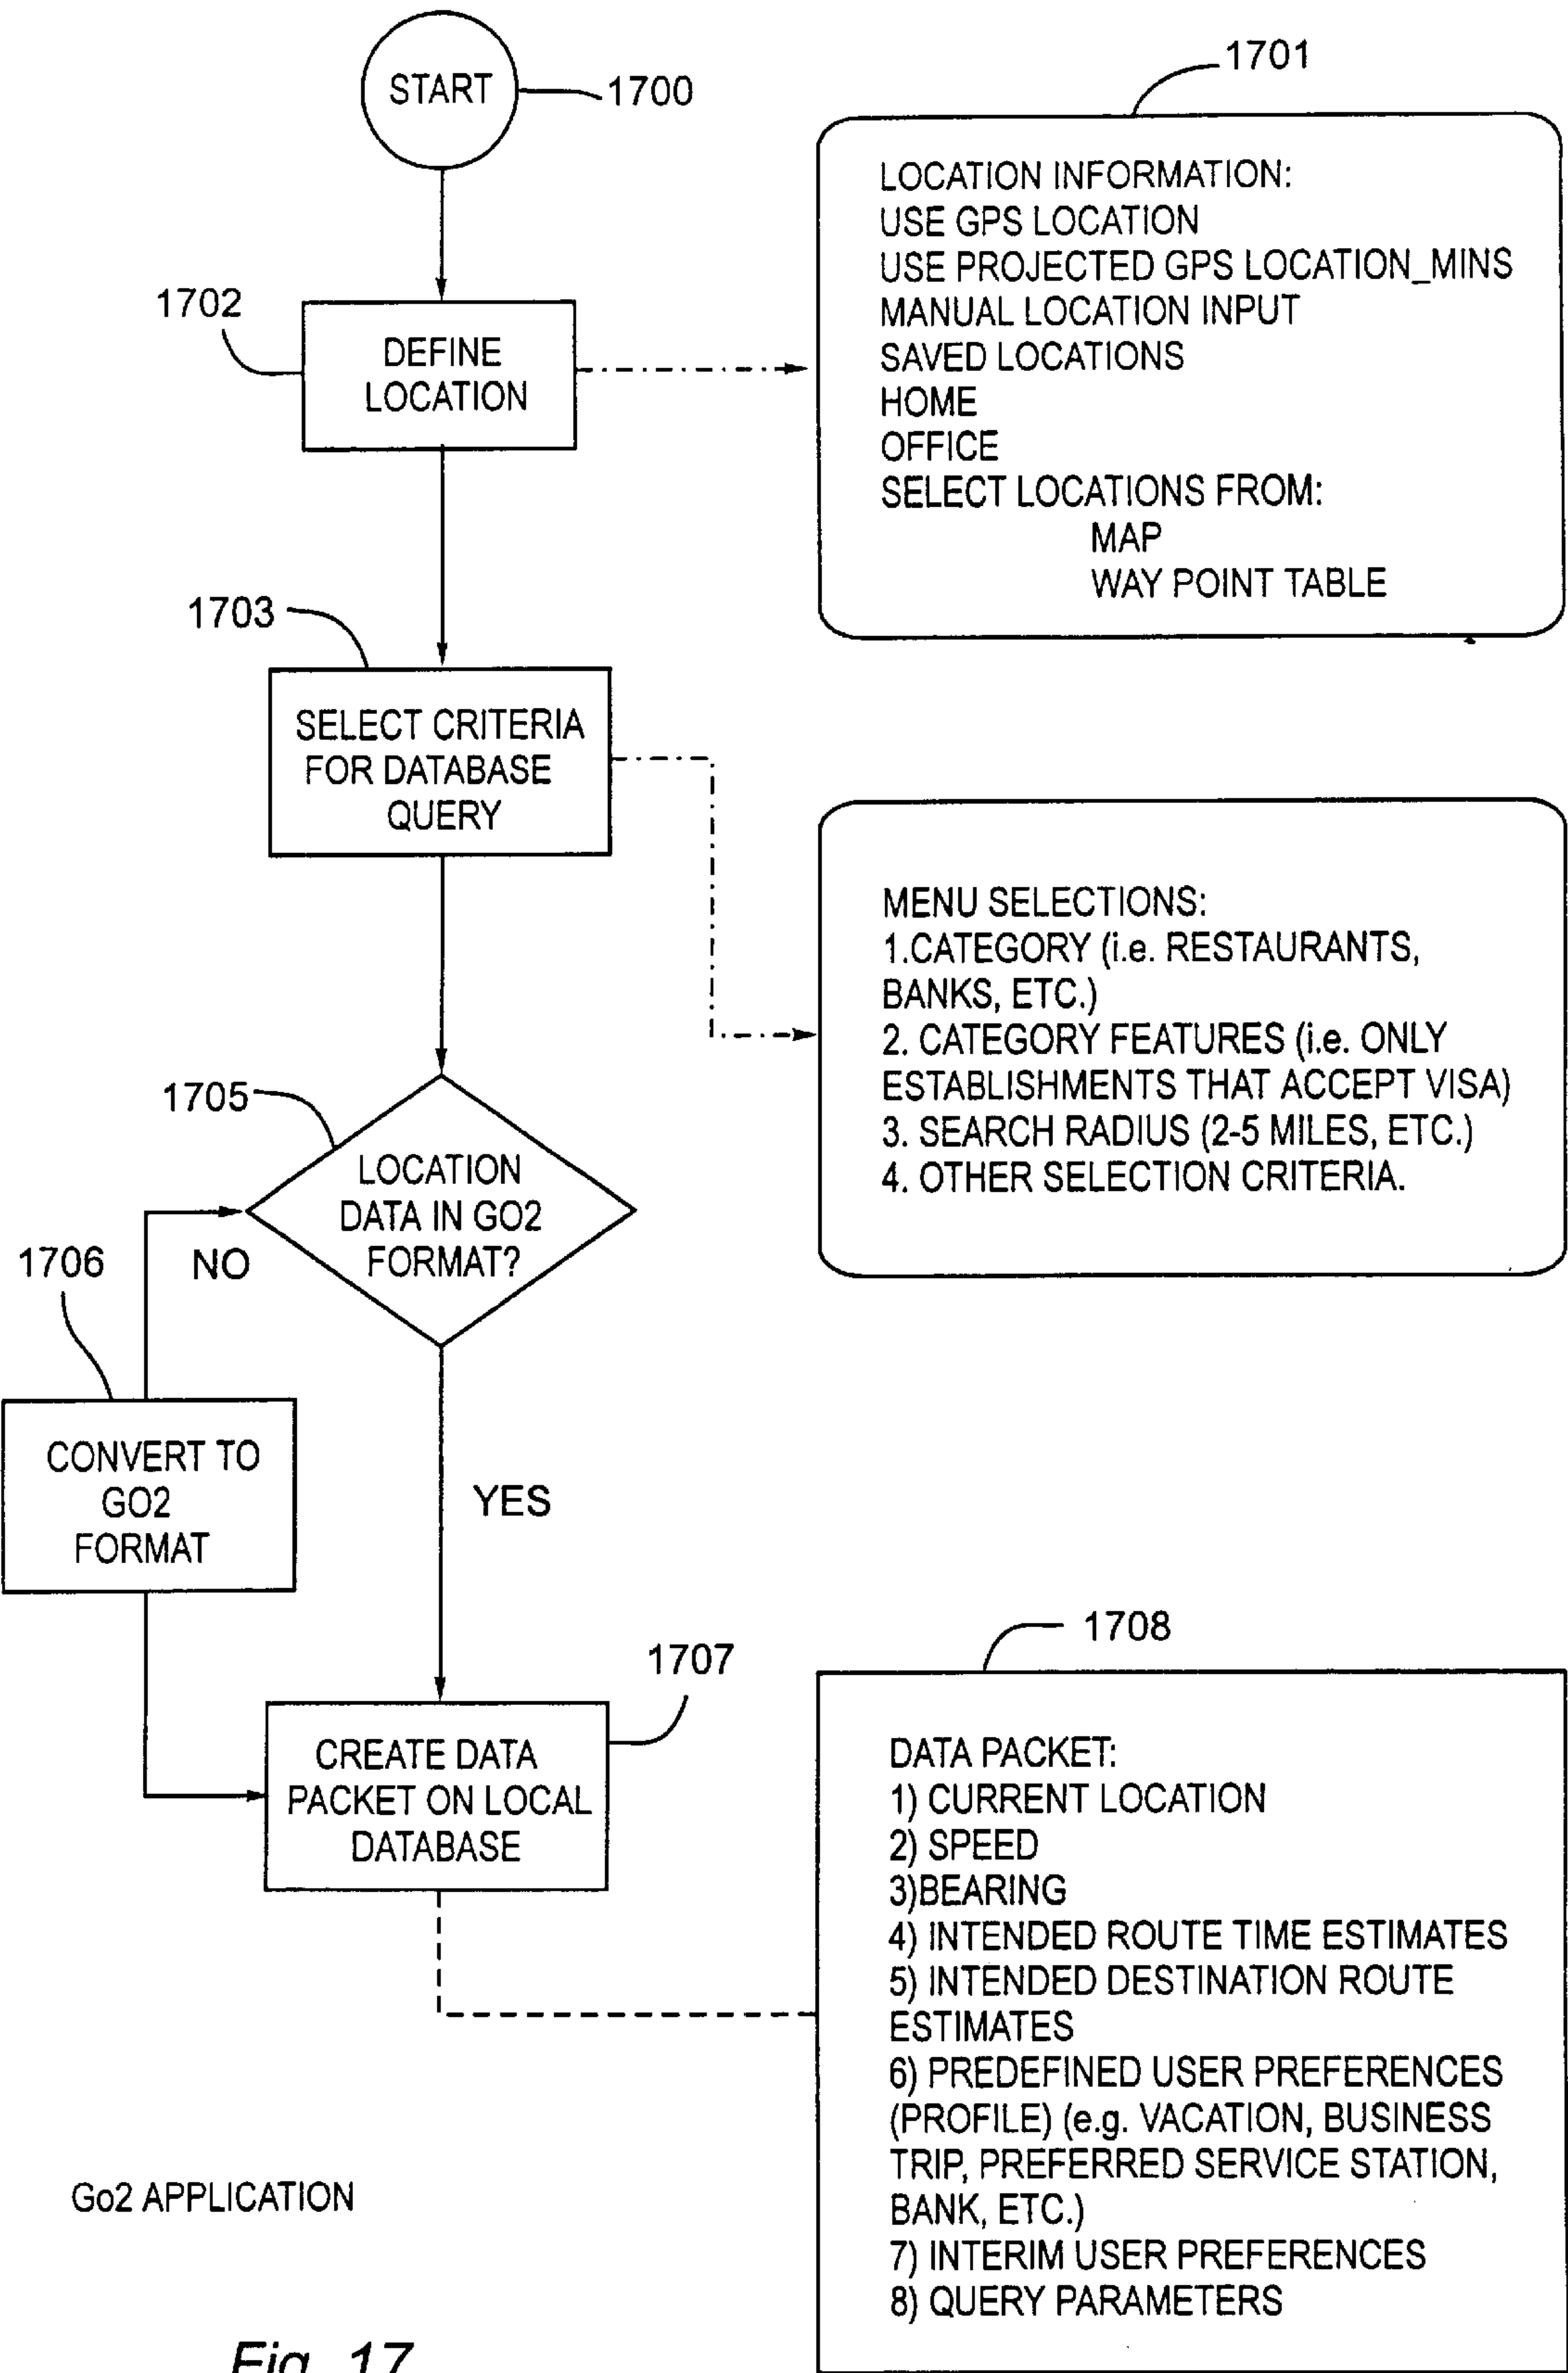 START
1700
1701
LOCATION INFORMATION:
USE GPS LOCATION
USE PROJECTED GPS LOCATION_MINS
MANUAL LOCATION INPUT
SAVED LOCATIONS
HOME
OFFICE
SELECT LOCATIONS FROM:
MAP
WAY POINT TABLE
1702
DEFINE
LOCATION
1703
SELECT CRITERIA
FOR DATABASE
QUERY
MENU SELECTIONS:
1.CATEGORY (i.e. RESTAURANTS,
BANKS, ETC.)
2. CATEGORY FEATURES (i.e. ONLY
ESTABLISHMENTS THAT ACCEPT VISA)
3. SEARCH RADIUS (2-5 MILES, ETC.)
4. OTHER SELECTION CRITERIA.
1705
LOCATION
DATA IN GO2
FORMAT?
NO
1706
CONVERT TO
GO2
FORMAT
YES
1707
CREATE DATA
PACKET ON LOCAL
DATABASE
1708
DATA PACKET:
1) CURRENT LOCATION
2) SPEED
3)BEARING
4) INTENDED ROUTE TIME ESTIMATES
5) INTENDED DESTINATION ROUTE
ESTIMATES
6) PREDEFINED USER PREFERENCES
(PROFILE) (e.g. VACATION, BUSINESS
TRIP, PREFERRED SERVICE STATION,
BANK, ETC.)
7) INTERIM USER PREFERENCES
8) QUERY PARAMETERS
Go2 APPLICATION
Fig. 17